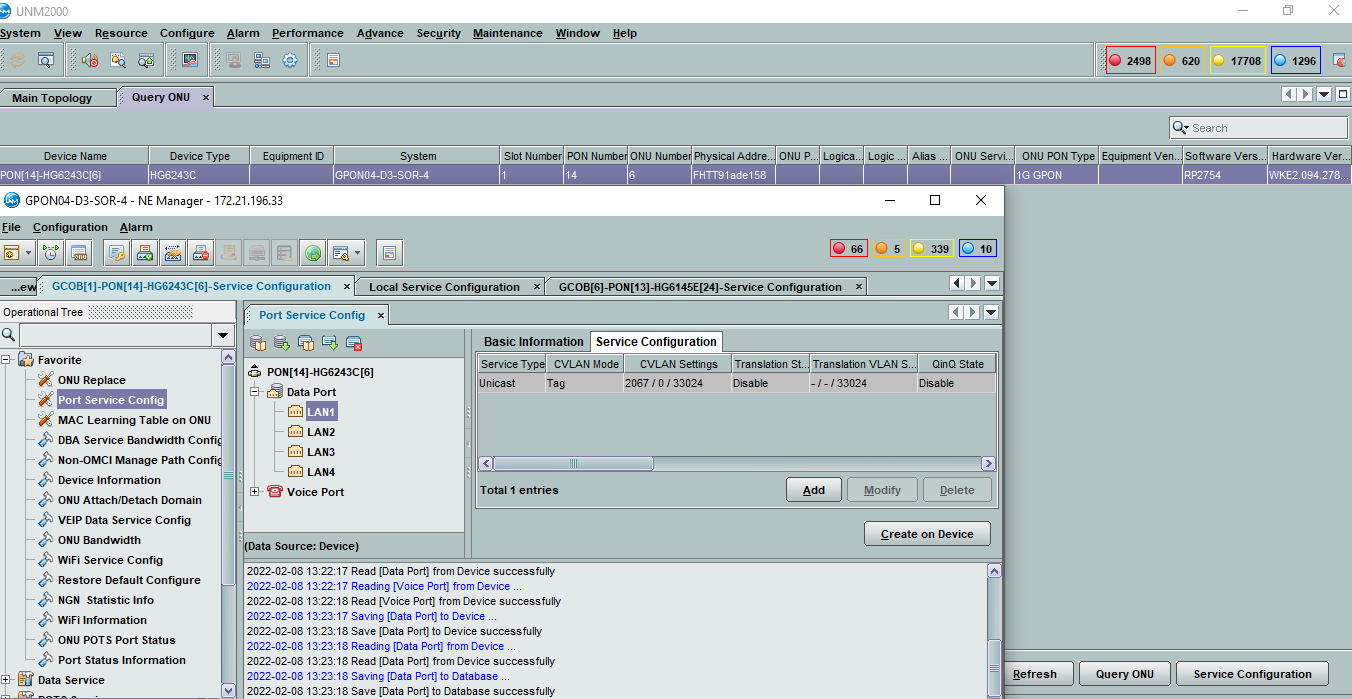 UNM2000
System View Resource Configure Alarm Performance Advance Security Maintenance Window Help
2498 620 17708 1296
Main Topology Query ONU ×
Search
Device Name Device Type Equipment ID System Slot Number PON Number ONU Number Physical Addre... ONU P... Logica... Logic ... Alias ... ONU Servi... ONU PON Type Equipment Ven... Software Vers... Hardware Ver...
PON[14]-HG6243C[6] HG6243C GPON04-D3-SOR-4 1 14 6 FHTT91ade158 1G GPON RP2754 WKE2.094.278...
GPON04-D3-SOR-4 - NE Manager - 172.21.196.33
File Configuration Alarm
66 5 339 10
...ew GCOB[1]-PON[14]-HG6243C[6]-Service Configuration × Local Service Configuration × GCOB[6]-PON[13]-HG6145E[24]-Service Configuration ×
Operational Tree
Favorite
ONU Replace
Port Service Config
MAC Learning Table on ONU
DBA Service Bandwidth Config
Non-OMCI Manage Path Config
Device Information
ONU Attach/Detach Domain
VEIP Data Service Config
ONU Bandwidth
WiFi Service Config
Restore Default Configure
NGN Statistic Info
WiFi Information
ONU POTS Port Status
Port Status Information
Data Service
Port Service Config ×
PON[14]-HG6243C[6]
Data Port
LAN1
LAN2
LAN3
LAN4
Voice Port
(Data Source: Device)
Basic Information Service Configuration
Service Type CVLAN Mode CVLAN Settings Translation St... Translation VLAN S... QinQ State
Unicast Tag 2067 / 0 / 33024 Disable - / - / 33024 Disable
Total 1 entries Add Modify Delete
Create on Device
2022-02-08 13:22:17 Read [Data Port] from Device successfully
2022-02-08 13:22:17 Reading [Voice Port] from Device ...
2022-02-08 13:22:18 Read [Voice Port] from Device successfully
2022-02-08 13:23:17 Saving [Data Port] to Device ...
2022-02-08 13:23:18 Save [Data Port] to Device successfully
2022-02-08 13:23:18 Reading [Data Port] from Device ...
2022-02-08 13:23:18 Read [Data Port] from Device successfully
2022-02-08 13:23:18 Saving [Data Port] to Database ...
2022-02-08 13:23:18 Save [Data Port] to Database successfully
Refresh Query ONU Service Configuration